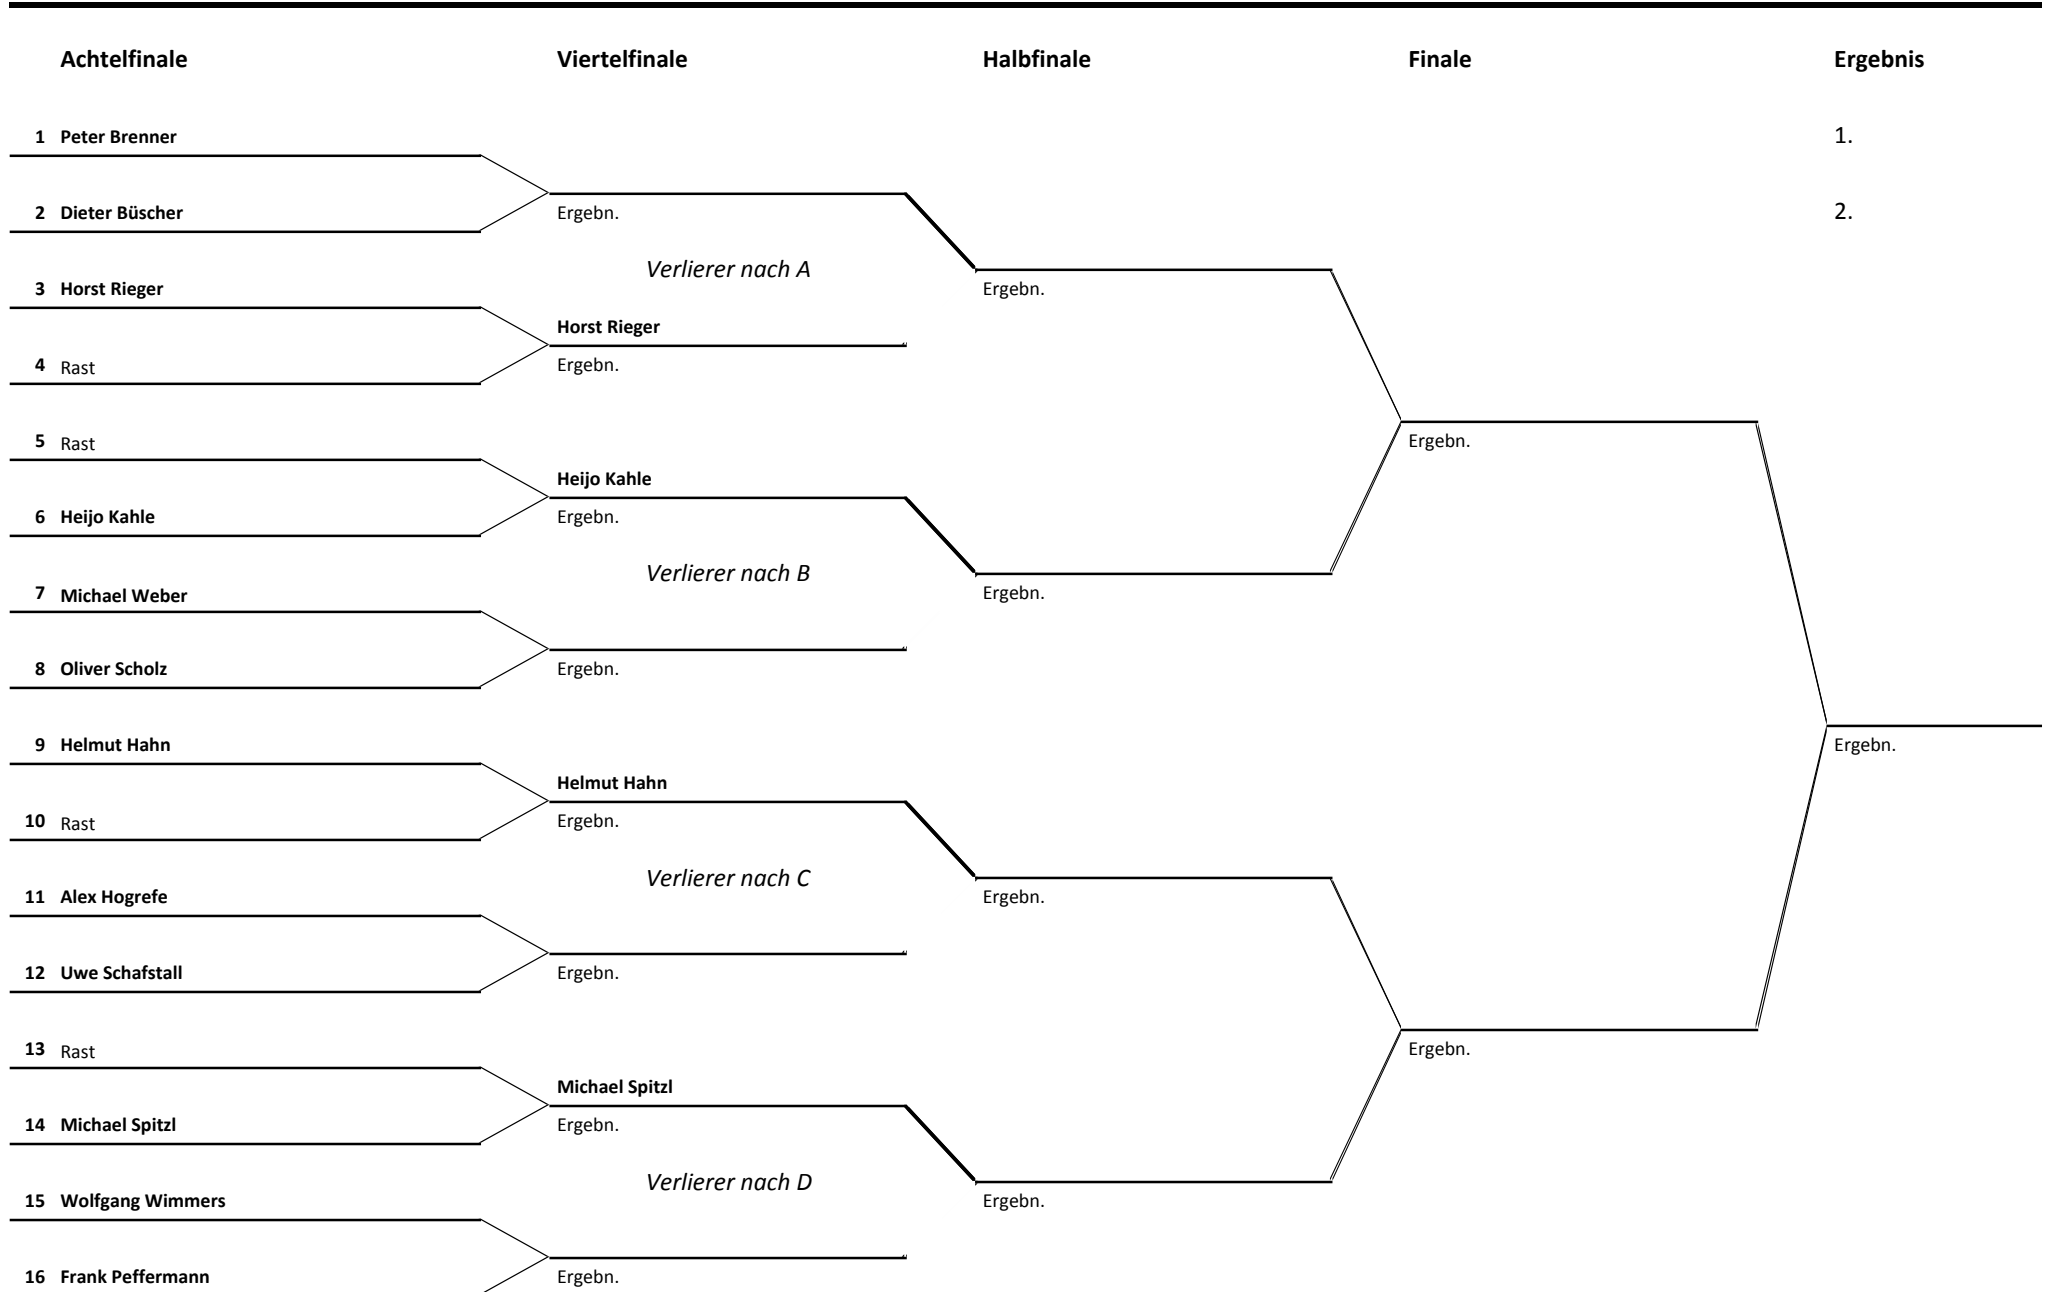 Achtelfinale Viertelfinale Halbfinale Finale Ergebnis
1 Peter Brenner 1.
2 Dieter Büscher Ergebn. 2.
Verlierer nach A
3 Horst Rieger Ergebn.
Horst Rieger
4 Rast Ergebn.
5 Rast Ergebn.
Heijo Kahle
6 Heijo Kahle Ergebn.
Verlierer nach B
7 Michael Weber Ergebn.
8 Oliver Scholz Ergebn.
9 Helmut Hahn Ergebn.
Helmut Hahn
10 Rast Ergebn.
Verlierer nach C
11 Alex Hogrefe Ergebn.
12 Uwe Schafstall Ergebn.
13 Rast Ergebn.
Michael Spitzl
14 Michael Spitzl Ergebn.
Verlierer nach D
15 Wolfgang Wimmers Ergebn.
16 Frank Peffermann Ergebn.